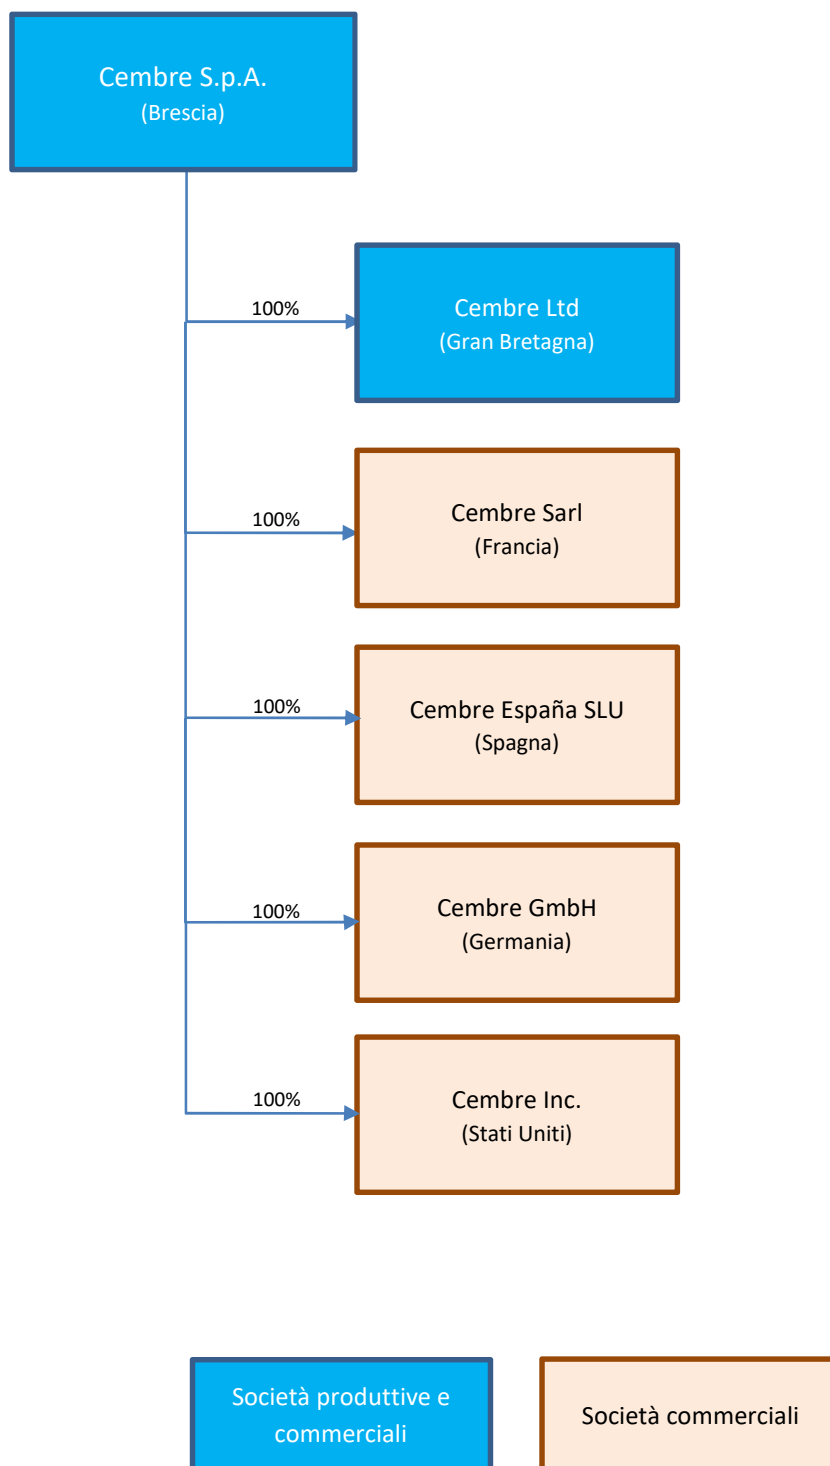 Cembre S.p.A.
(Brescia)
100%
Cembre Ltd
(Gran Bretagna)
100%
Cembre Sarl
(Francia)
100%
Cembre España SLU
(Spagna)
100%
Cembre GmbH
(Germania)
100%
Cembre Inc.
(Stati Uniti)
Società produttive e
commerciali
Società commerciali